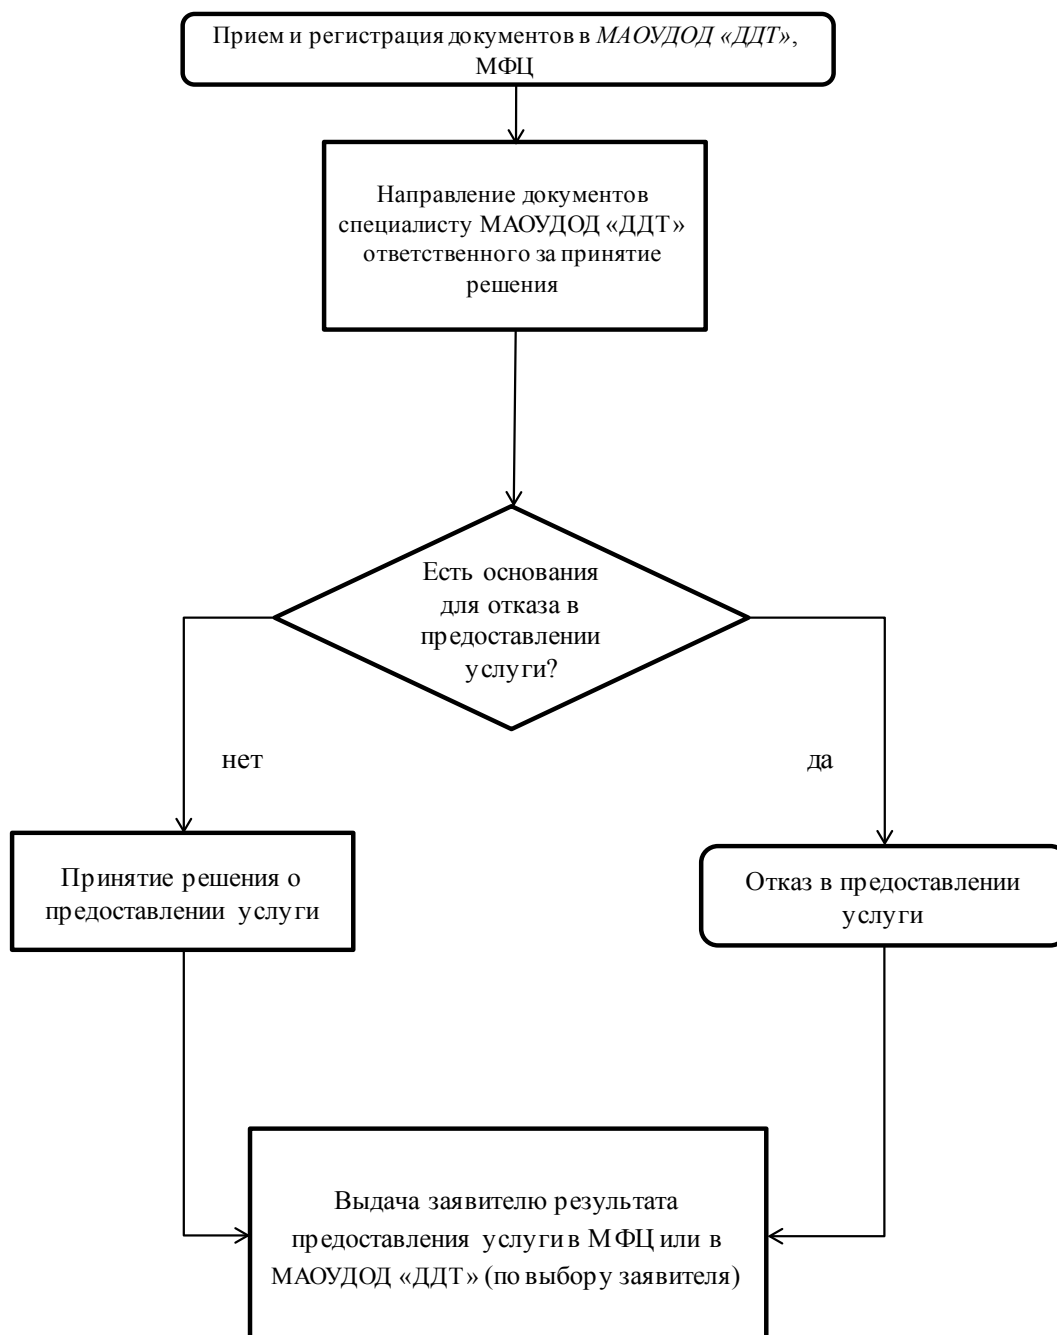 Прием и регистрация документов в МАОУДОД «ДДТ»,
МФЦ
Направление документов
специалисту МАОУДОД «ДДТ»
ответственного за принятие
решения
Есть основания
для отказа в
предоставлении
услуги?
нет
да
Принятие решения о
предоставлении услуги
Отказ в предоставлении
услуги
Выдача заявителю результата
предоставления услуги в МФЦ или в
МАОУДОД «ДДТ» (по выбору заявителя)